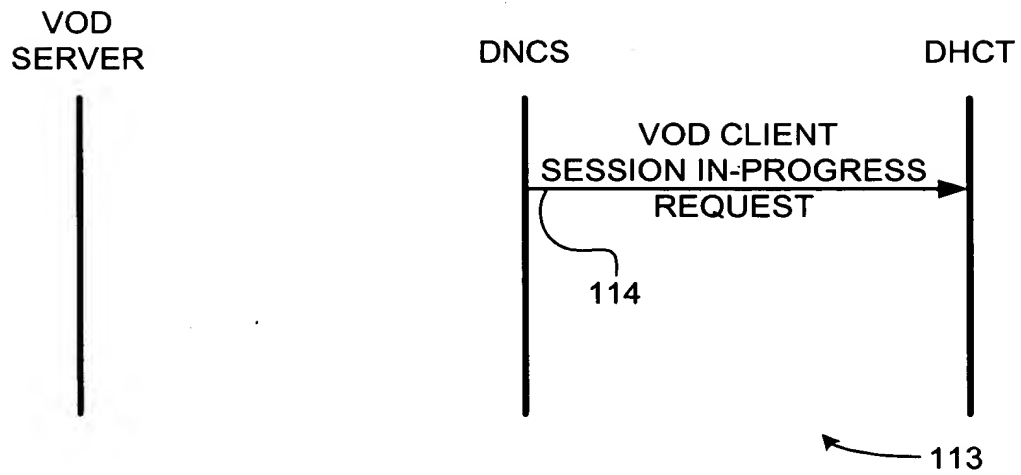 VOD
SERVER
DNCS
DHCT
VOD CLIENT
SESSION IN-PROGRESS
REQUEST
114
113